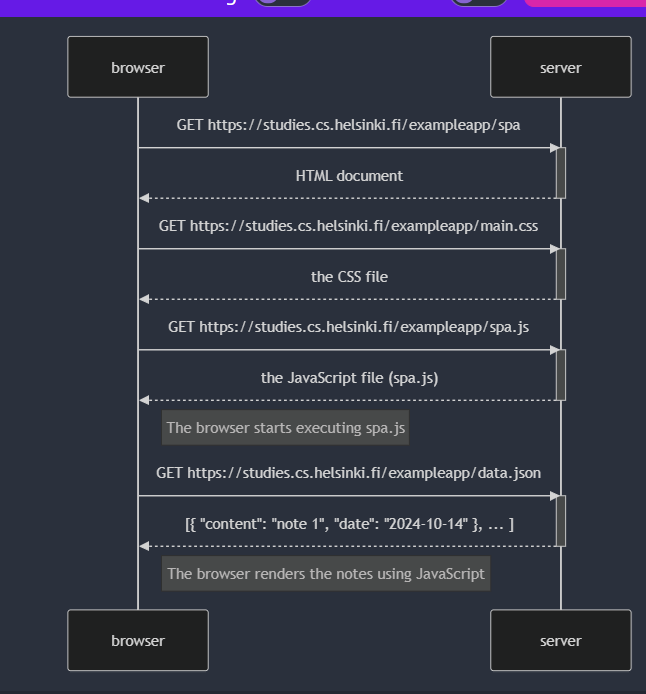 browser
server
GET https://studies.cs.helsinki.fi/exampleapp/spa
HTML document
GET https://studies.cs.helsinki.fi/exampleapp/main.css
the CSS file
GET https://studies.cs.helsinki.fi/exampleapp/spa.js
the JavaScript file (spa.js)
The browser starts executing spa.js
GET https://studies.cs.helsinki.fi/exampleapp/data.json
[{ "content": "note 1", "date": "2024-10-14" }, ... ]
The browser renders the notes using JavaScript
browser
server